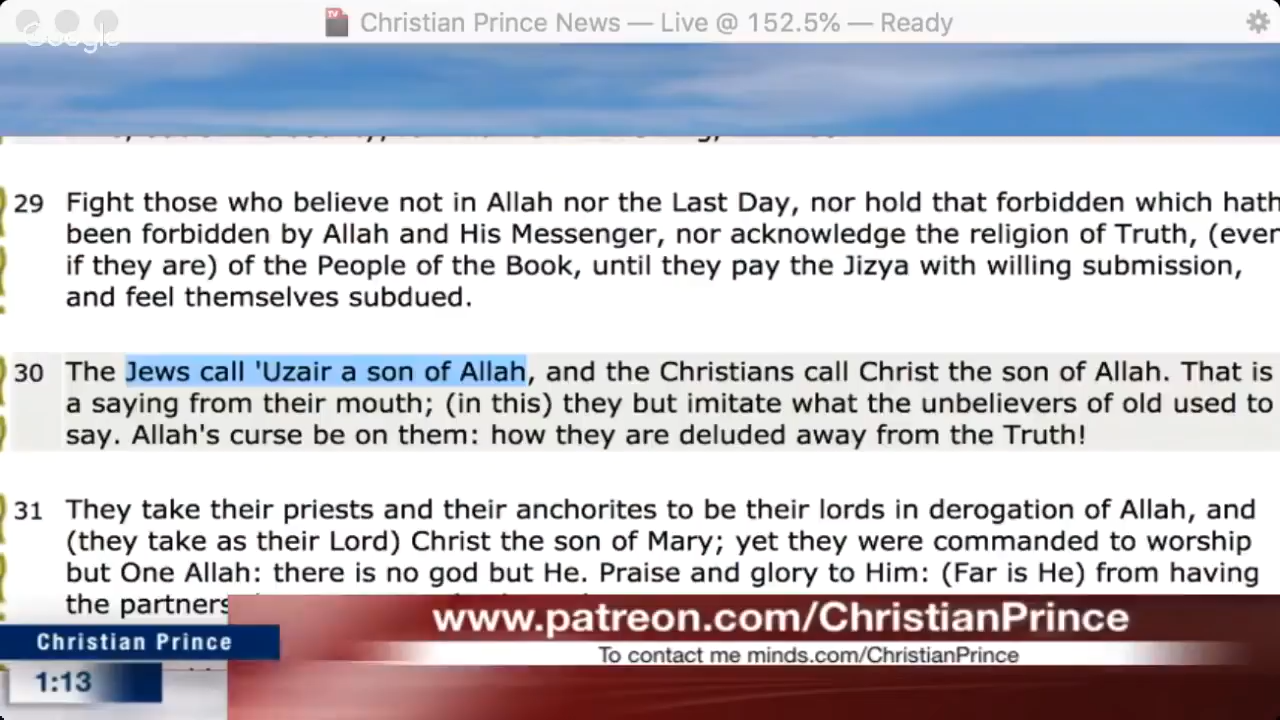 Christian Prince News — Live @ 152.5% — Ready
Google
29 Fight those who believe not in Allah nor the Last Day, nor hold that forbidden which hath
been forbidden by Allah and His Messenger, nor acknowledge the religion of Truth, (even
if they are) of the People of the Book, until they pay the Jizya with willing submission,
and feel themselves subdued.
30 The Jews call 'Uzair a son of Allah, and the Christians call Christ the son of Allah. That is
a saying from their mouth; (in this) they but imitate what the unbelievers of old used to
say. Allah's curse be on them: how they are deluded away from the Truth!
31 They take their priests and their anchorites to be their lords in derogation of Allah, and
(they take as their Lord) Christ the son of Mary; yet they were commanded to worship
but One Allah: there is no god but He. Praise and glory to Him: (Far is He) from having
the partners
www.patreon.com/ChristianPrince
Christian Prince
To contact me minds.com/ChristianPrince
1:13